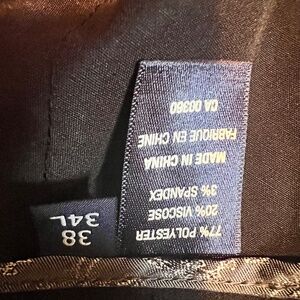 77% POLYESTER
20% VISCOSE
3% SPANDEX
MADE IN CHINA
FABRIQUE EN CHINE
CA 00360
38
34L